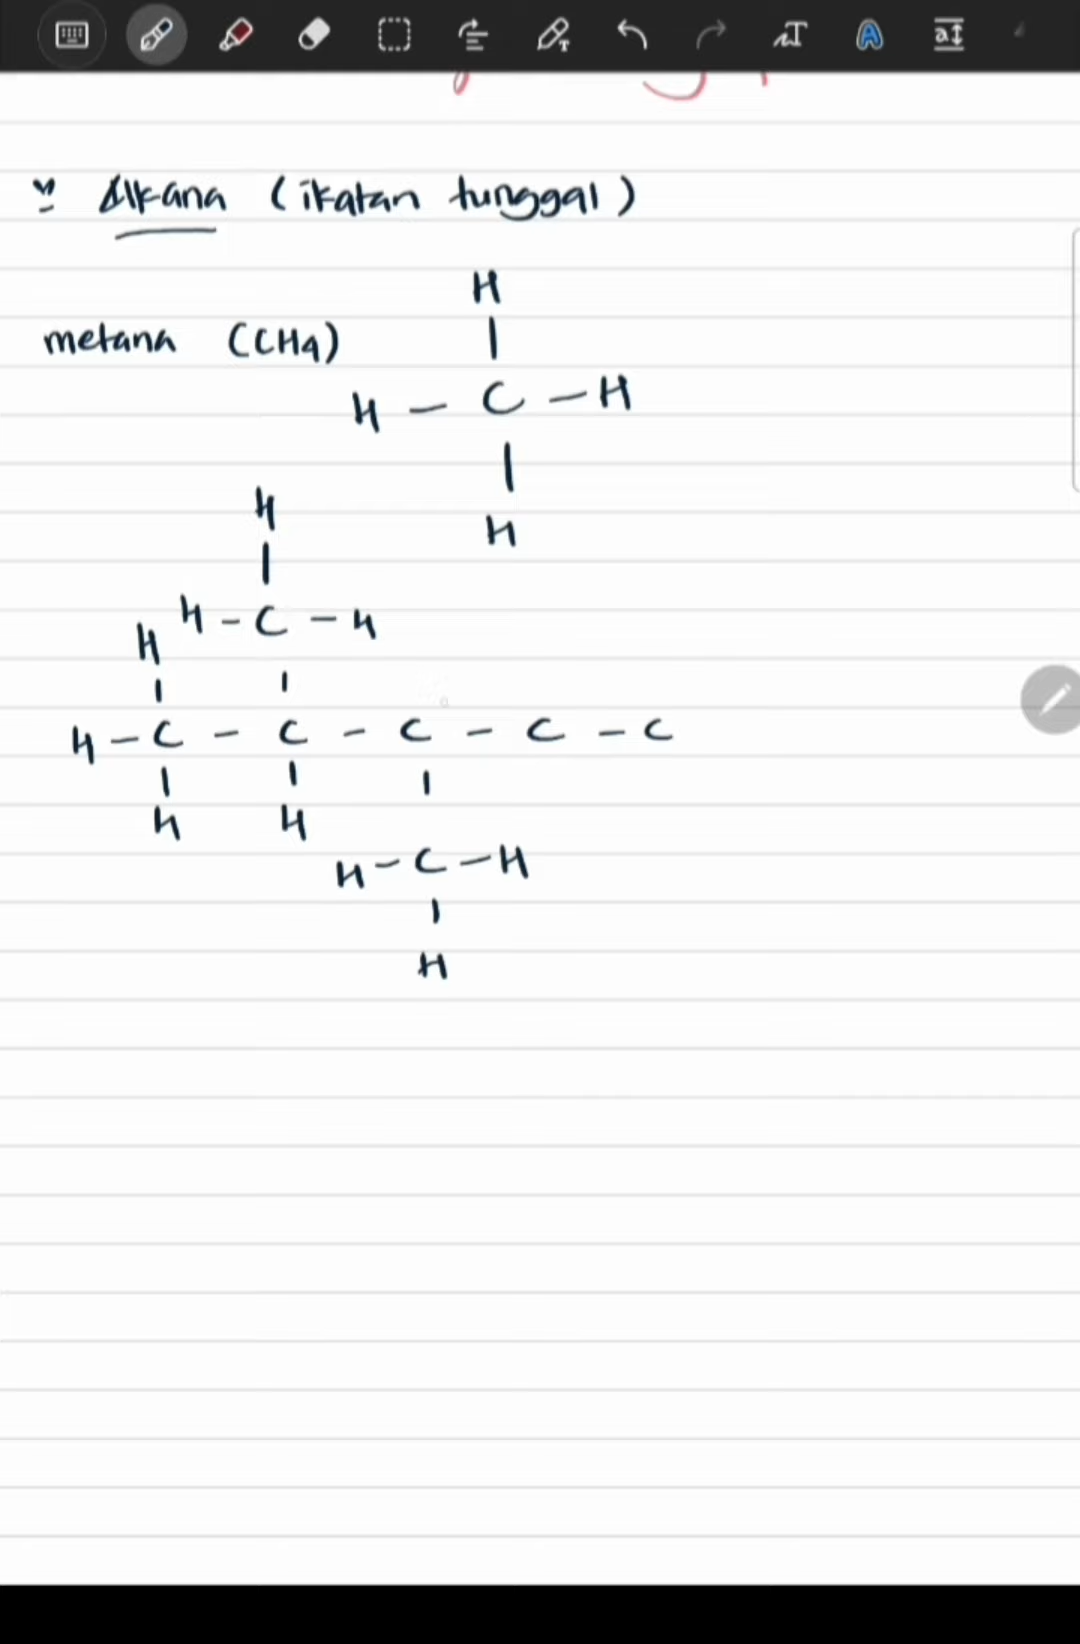 Alkana (ikatan tunggal)
H
|
metana (CH4)
H – C – H
|
H
H
|
H – C – H
H
| |
H – C – C – C – C – C
| | |
H H
H – C – H
|
H